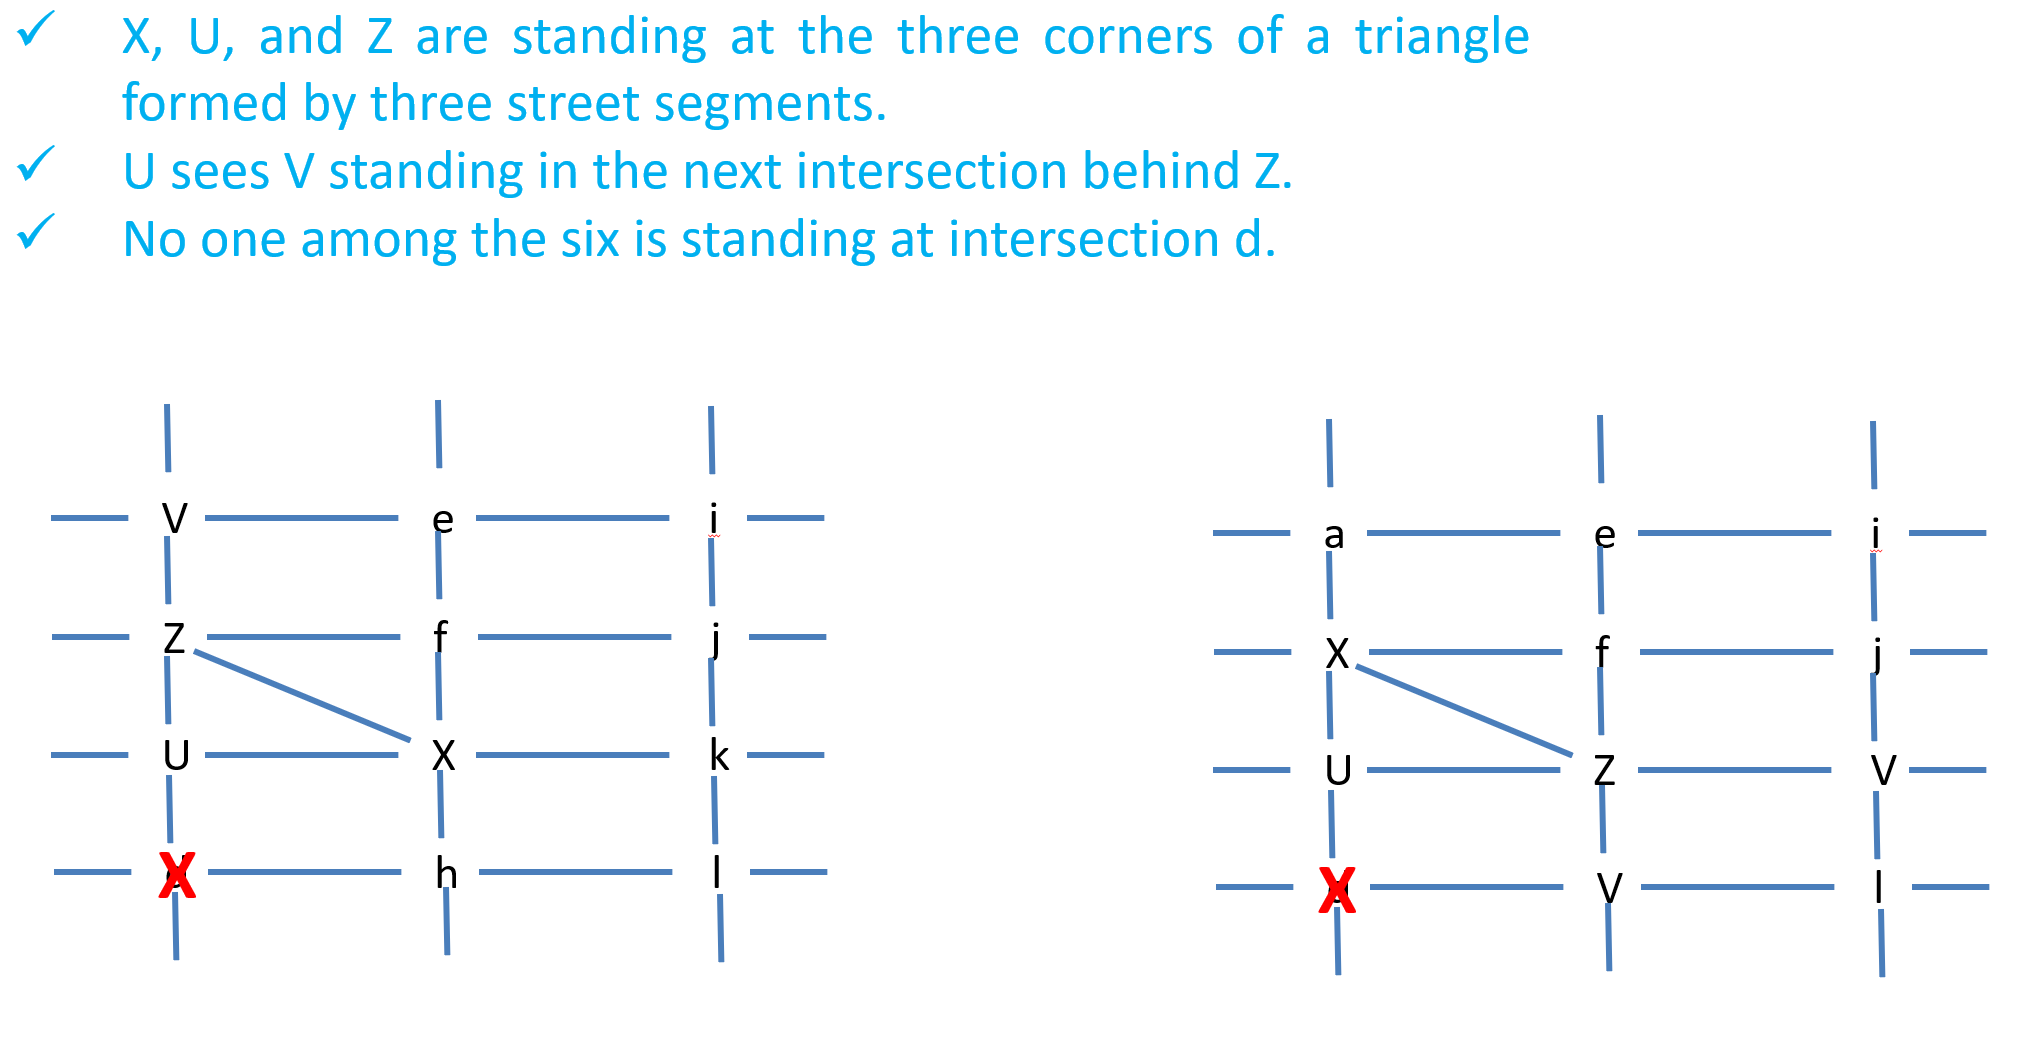 ✓ X, U, and Z are standing at the three corners of a triangle
formed by three street segments.
✓ U sees V standing in the next intersection behind Z.
✓ No one among the six is standing at intersection d.
V e i
Z f j
U X k
X h l
a e i
X f j
U Z V
X V l